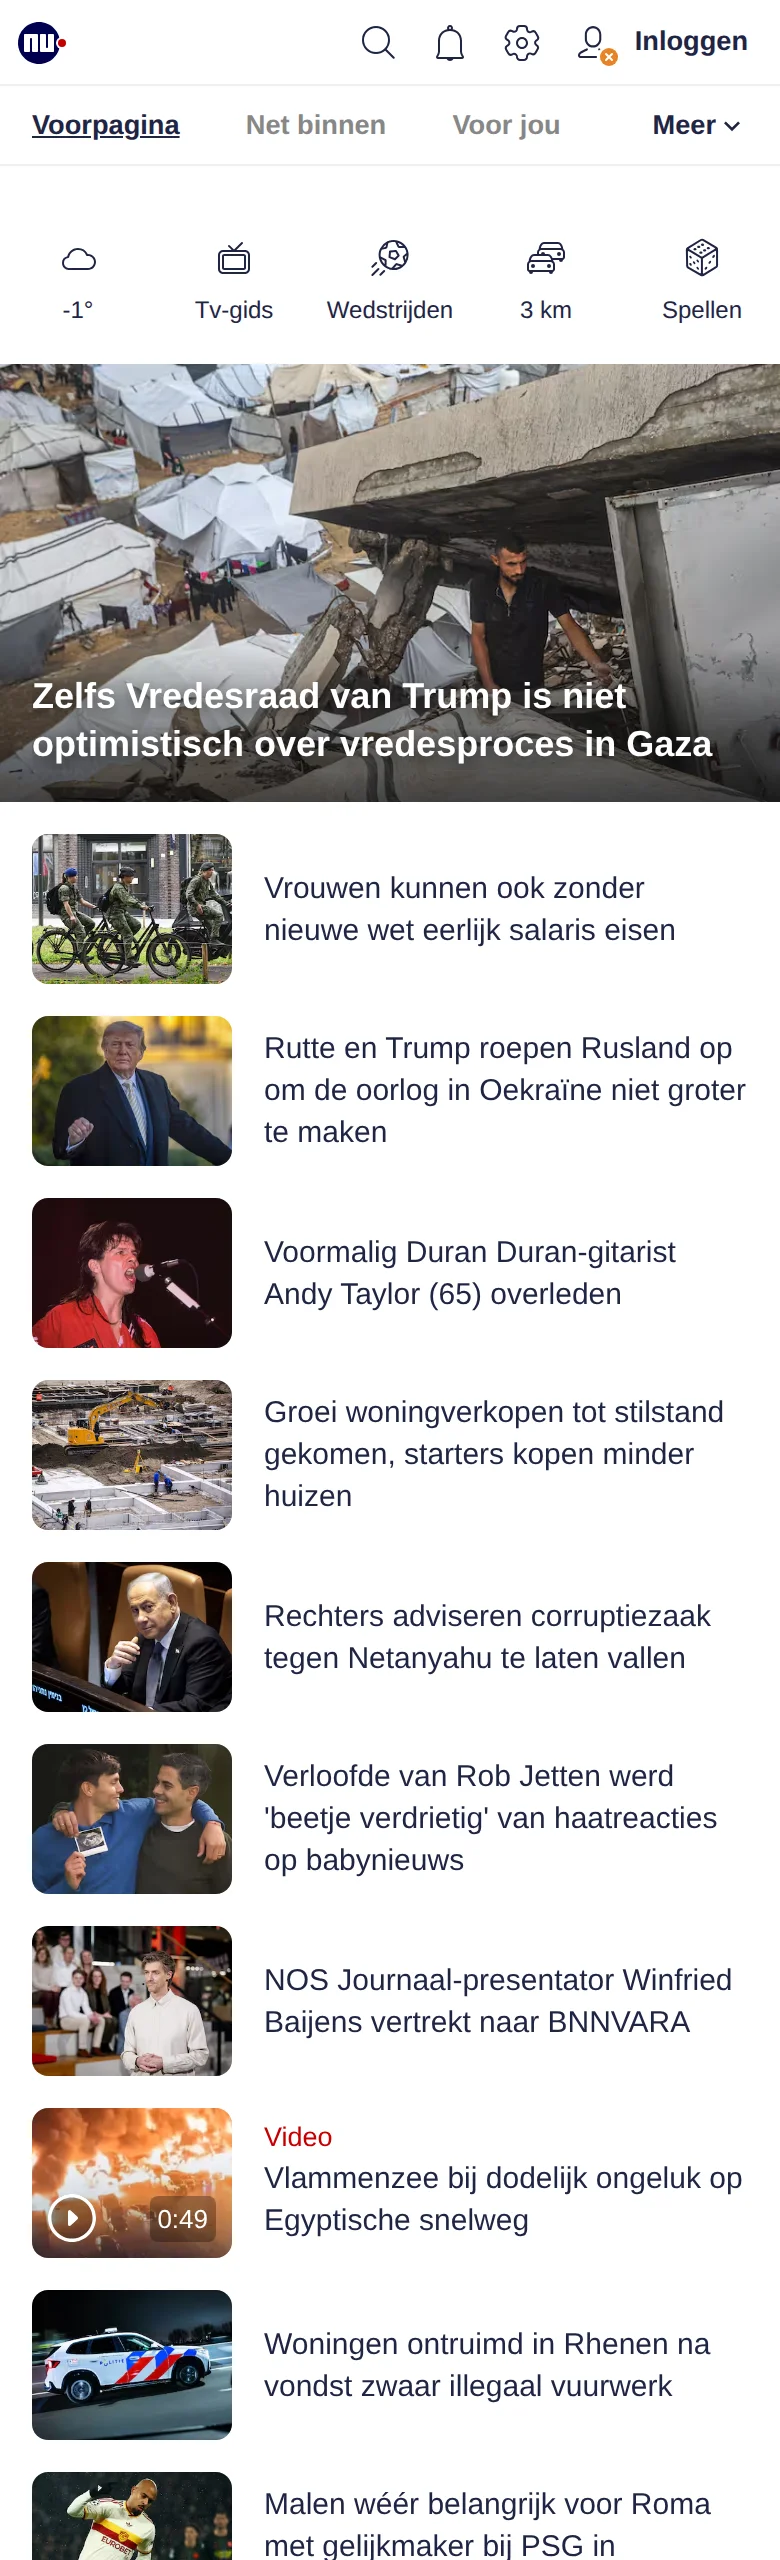 nu
Inloggen
Voorpagina
Net binnen
Voor jou
Meer
-1°
Tv-gids
Wedstrijden
3 km
Spellen
Zelfs Vredesraad van Trump is niet
optimistisch over vredesproces in Gaza
Vrouwen kunnen ook zonder
nieuwe wet eerlijk salaris eisen
Rutte en Trump roepen Rusland op
om de oorlog in Oekraïne niet groter
te maken
Voormalig Duran Duran-gitarist
Andy Taylor (65) overleden
Groei woningverkopen tot stilstand
gekomen, starters kopen minder
huizen
Rechters adviseren corruptiezaak
tegen Netanyahu te laten vallen
Verloofde van Rob Jetten werd
'beetje verdrietig' van haatreacties
op babynieuws
NOS Journaal-presentator Winfried
Baijens vertrekt naar BNNVARA
0:49
Video
Vlammenzee bij dodelijk ongeluk op
Egyptische snelweg
POLITIE
Woningen ontruimd in Rhenen na
vondst zwaar illegaal vuurwerk
EUROBET
Malen wéér belangrijk voor Roma
met gelijkmaker bij PSG in